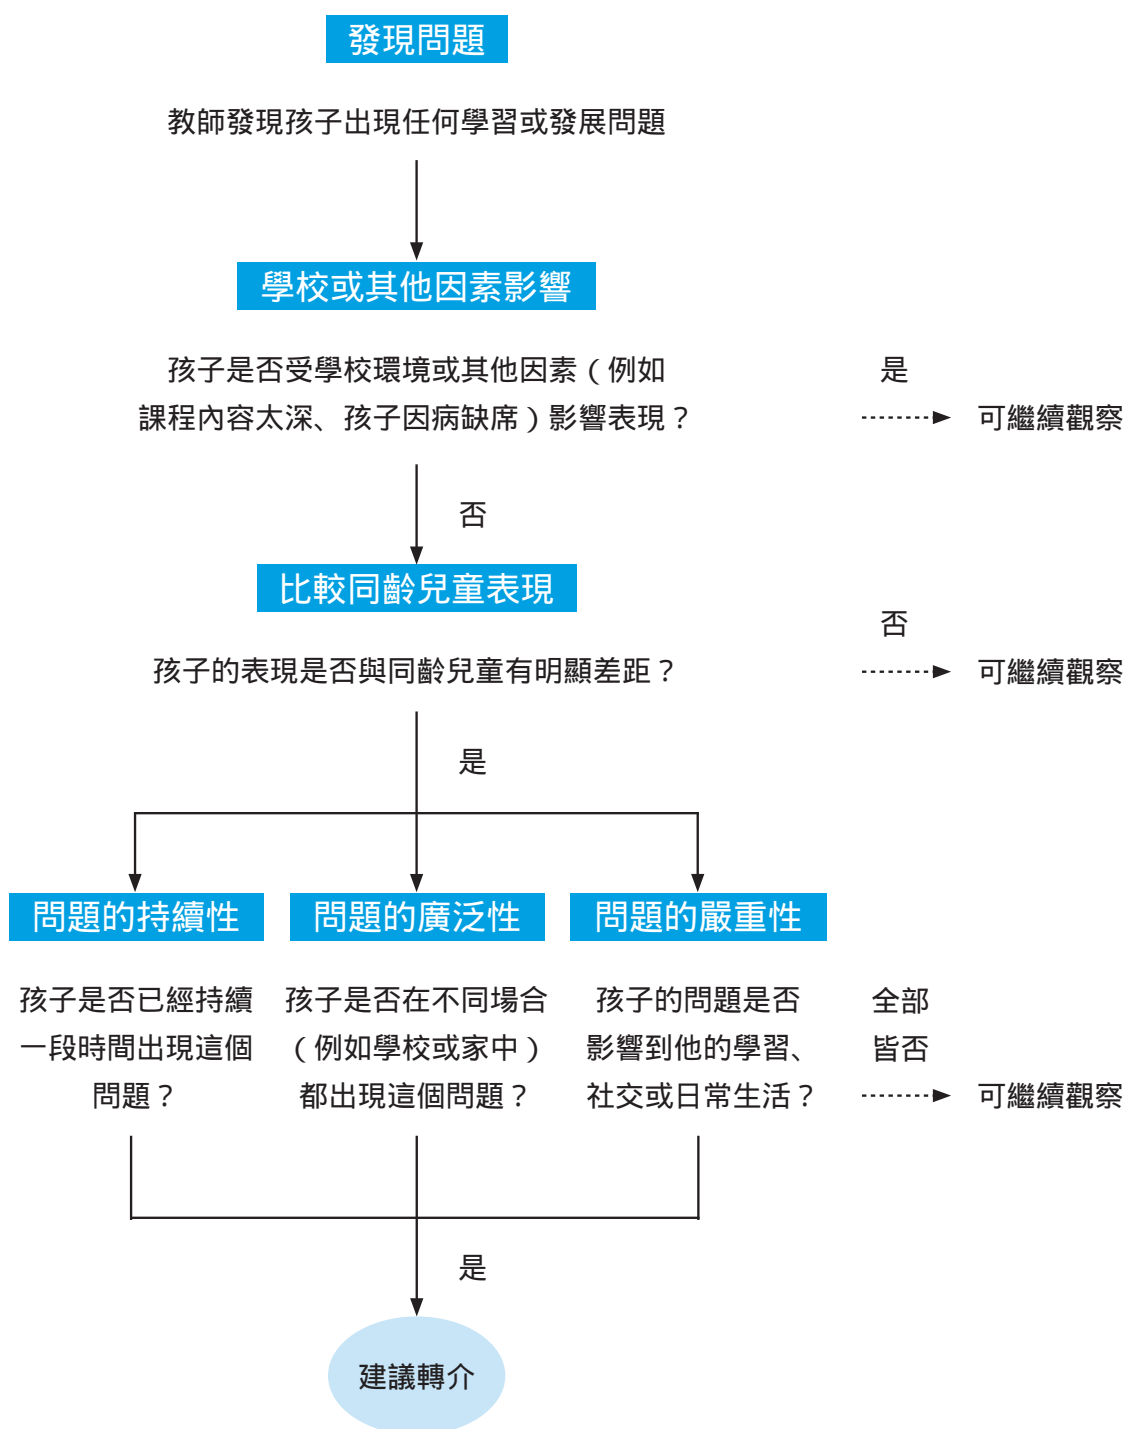 發現問題
教師發現孩子出現任何學習或發展問題
學校或其他因素影響
孩子是否受學校環境或其他因素（例如
課程內容太深、孩子因病缺席）影響表現？
是
可繼續觀察
否
比較同齡兒童表現
孩子的表現是否與同齡兒童有明顯差距？
否
可繼續觀察
是
問題的持續性
孩子是否已經持續
一段時間出現這個
問題？
問題的廣泛性
孩子是否在不同場合
（例如學校或家中）
都出現這個問題？
問題的嚴重性
孩子的問題是否
影響到他的學習、
社交或日常生活？
全部
皆否
可繼續觀察
是
建議轉介